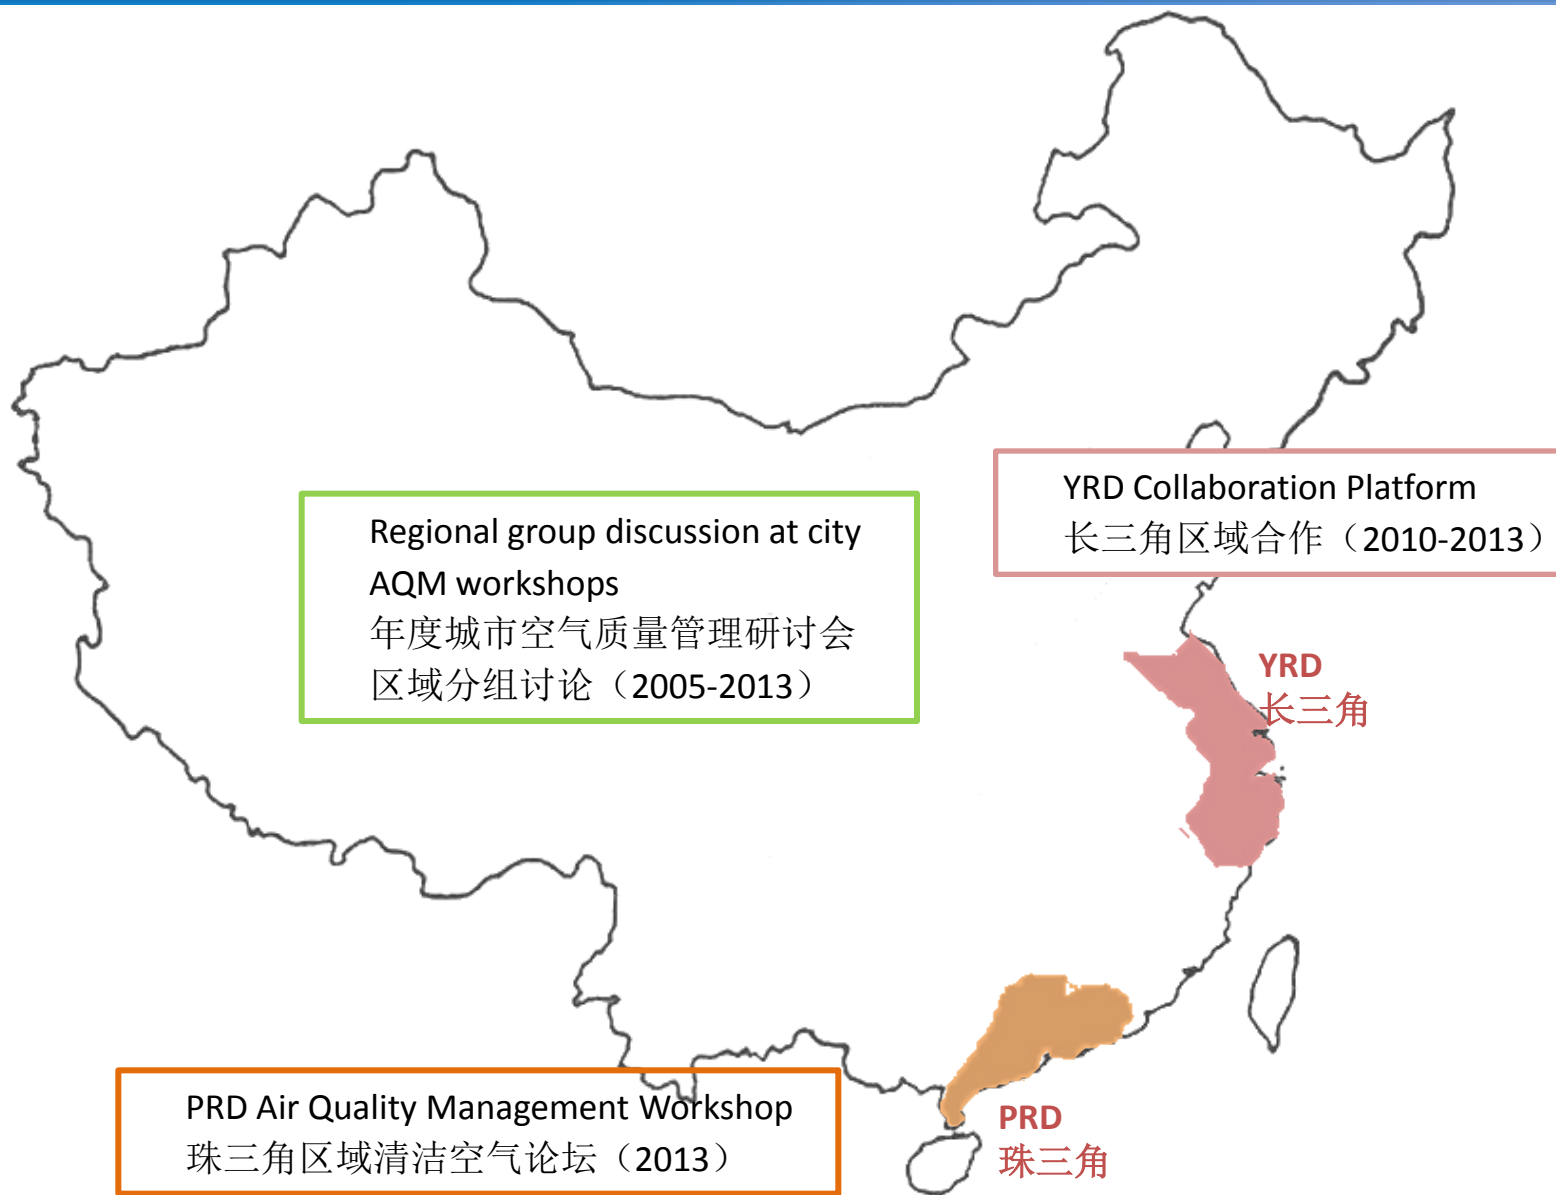 YRD Collaboration Platform
长三角区域合作（2010-2013）
Regional group discussion at city
AQM workshops
年度城市空气质量管理研讨会
区域分组讨论（2005-2013）
YRD
长三角
PRD Air Quality Management Workshop
珠三角区域清洁空气论坛（2013）
PRD
珠三角